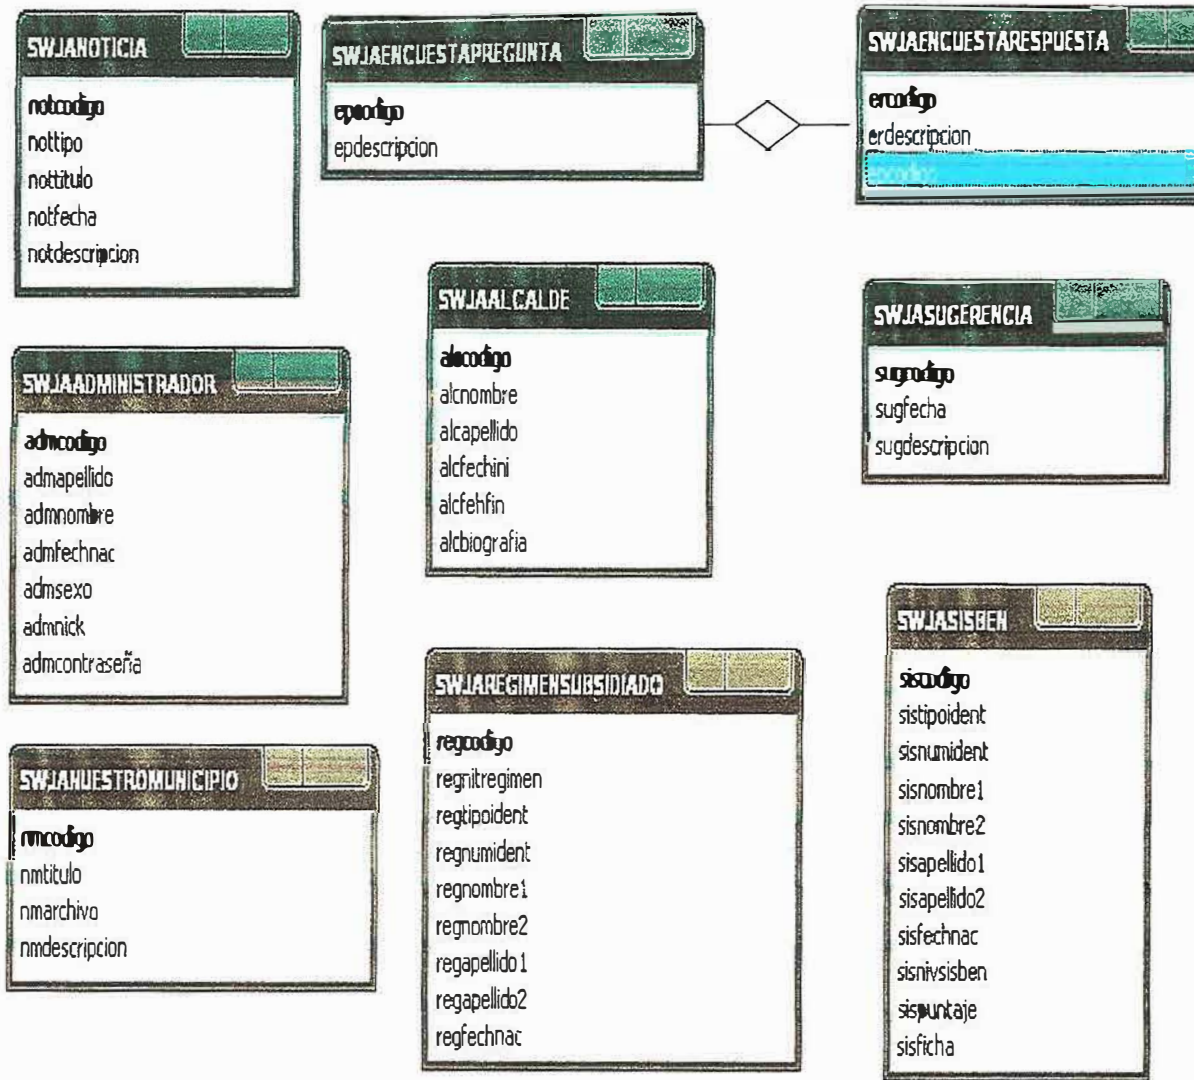 SWJANOTICIA
notcodigo
nottipo
nottitulo
notfecha
notdescripcion
SWJAENCUESTAPREGUNTA
epcodigo
epdescripcion
SWJAENCUESTARESPUESTA
ercodigo
erdescripcion
epcodigo
SWJAALCALDE
alccodigo
alcnombre
alcapellido
alcfechini
alcfehfin
alcbiografia
SWJASUGERENCIA
sugcodigo
sugfecha
sugdescripcion
SWJAADMINISTRADOR
admcodigo
admapellido
admnombre
admfechnac
admsexo
admnick
admcontraseña
SWJAREGIMENSUBSIDIADO
regcodigo
regnitregimen
regtipoident
regnumident
regnombre1
regnombre2
regapellido1
regapellido2
regfechnac
SWJASISBEN
siscodigo
sistipoident
sisnumident
sisnombre1
sisnombre2
sisapellido1
sisapellido2
sisfechnac
sisnivsisben
sispuntaje
sisficha
SWJANUESTROMUNICIPIO
nmcodigo
nmtitulo
nmarchivo
nmdescripcion